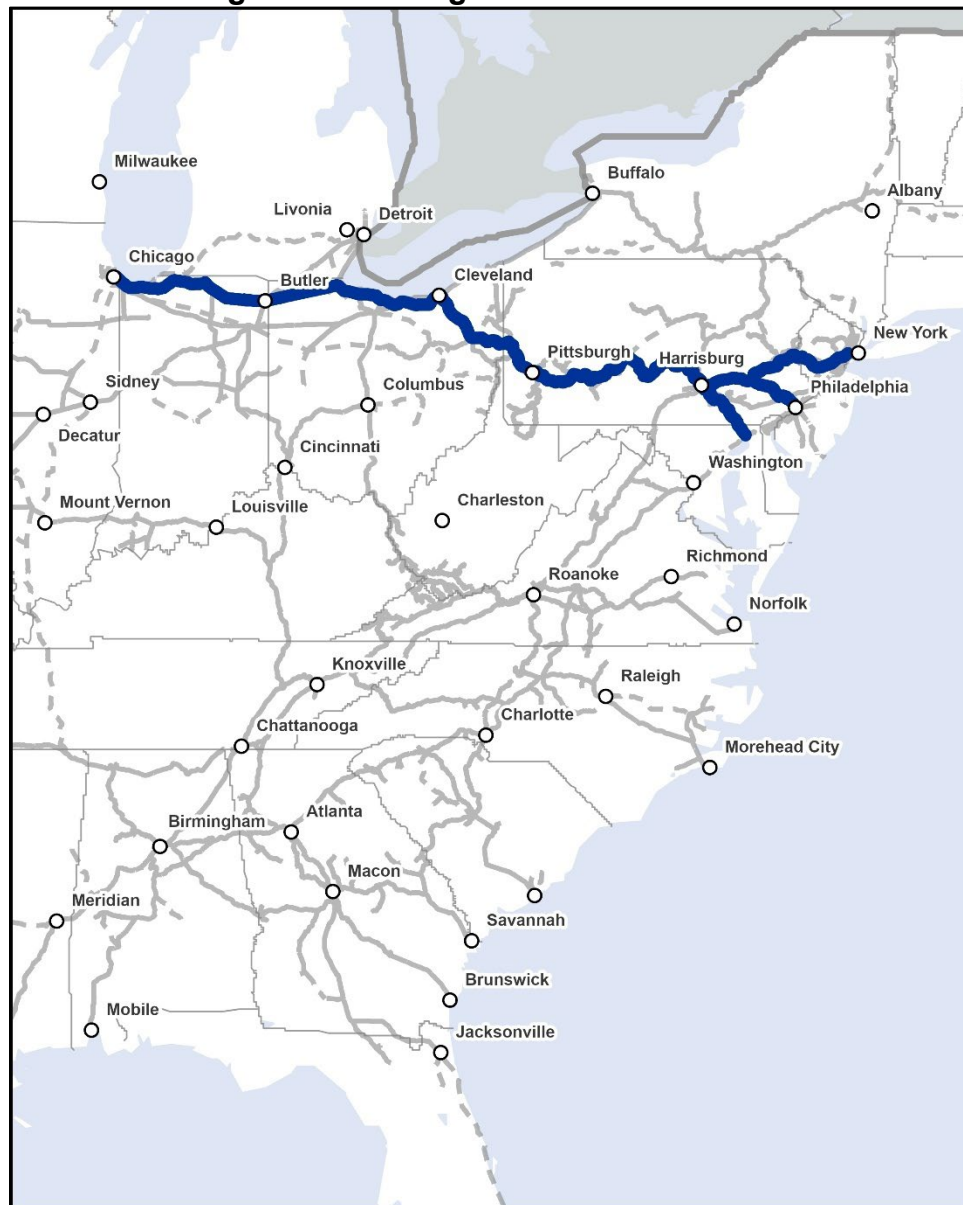 Milwaukee
Buffalo
Livonia
Detroit
Albany
Chicago
Butler
Cleveland
New York
Pittsburgh
Harrisburg
Sidney
Columbus
Philadelphia
Decatur
Cincinnati
Washington
Mount Vernon
Louisville
Charleston
Richmond
Roanoke
Norfolk
Knoxville
Raleigh
Chattanooga
Charlotte
Morehead City
Birmingham
Atlanta
Macon
Meridian
Savannah
Brunswick
Mobile
Jacksonville